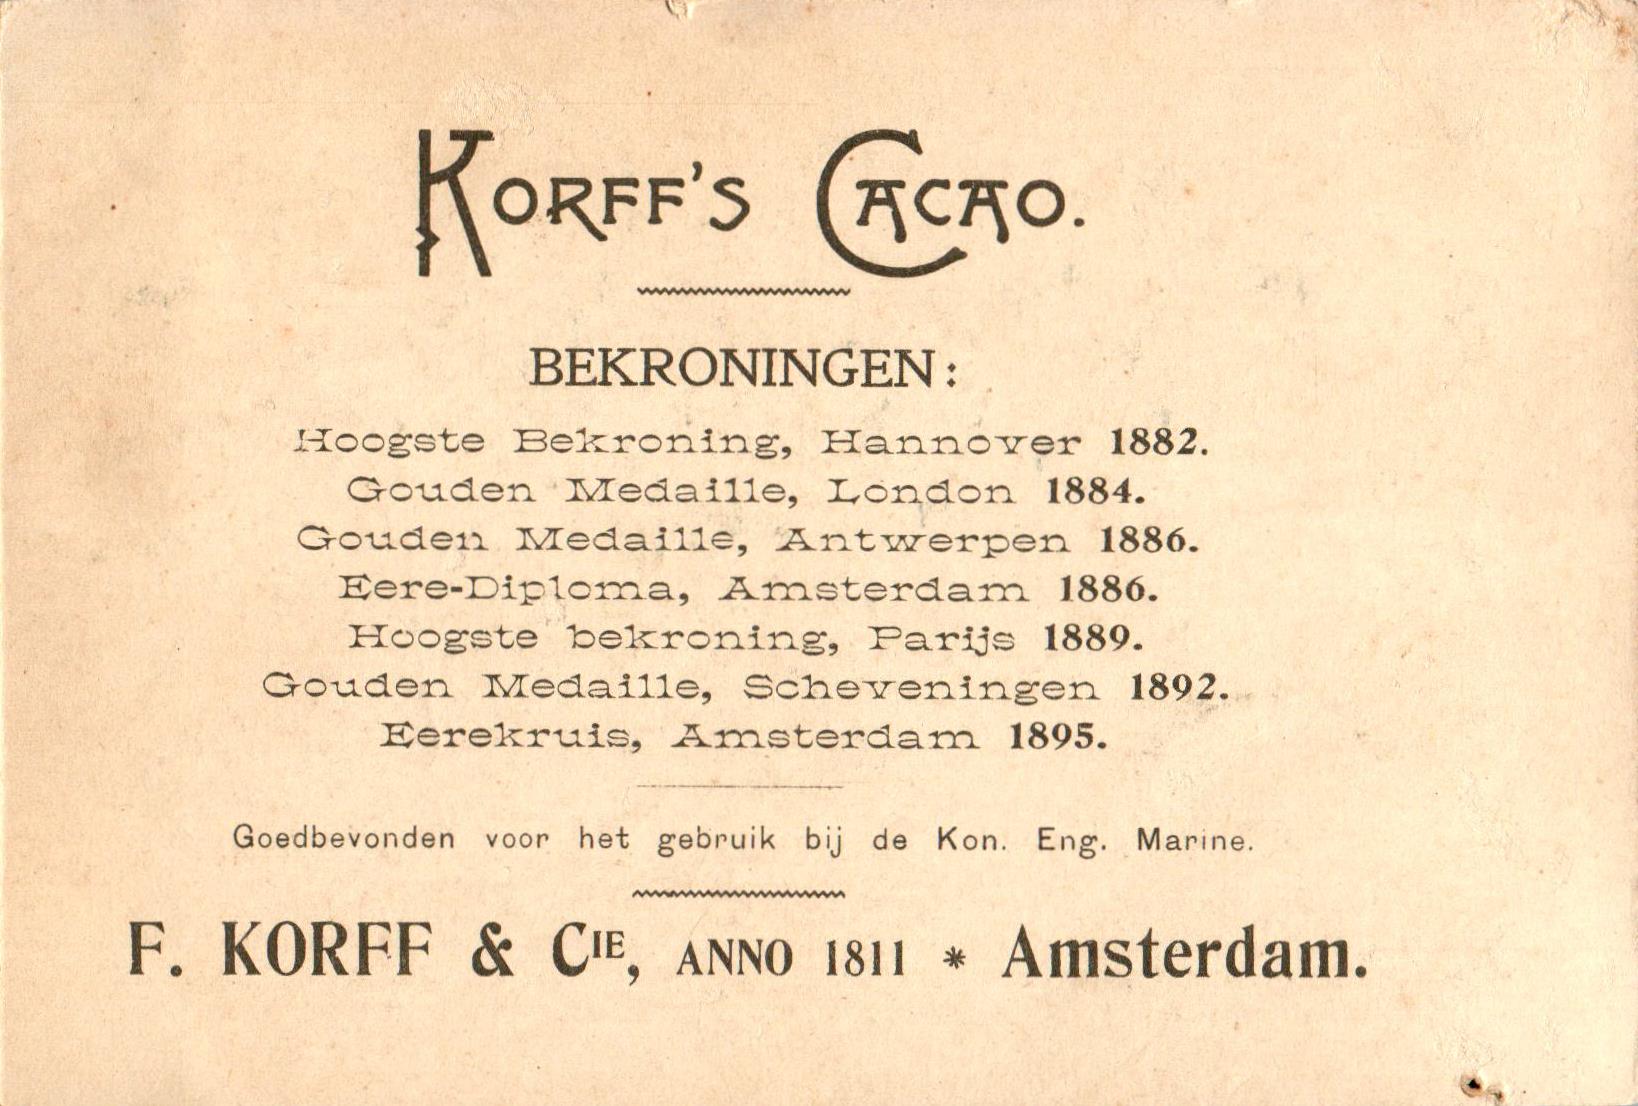 KORFF'S CACAO.
BEKRONINGEN:
Hoogste Bekroning, Hannover 1882.
Gouden Medaille, London 1884.
Gouden Medaille, Antwerpen 1886.
Eere-Diploma, Amsterdam 1886.
Hoogste bekroning, Parijs 1889.
Gouden Medaille, Scheveningen 1892.
Eerekruis, Amsterdam 1895.
Goedbevonden voor het gebruik bij de Kon. Eng. Marine.
F. KORFF & CIE, ANNO 1811 * Amsterdam.